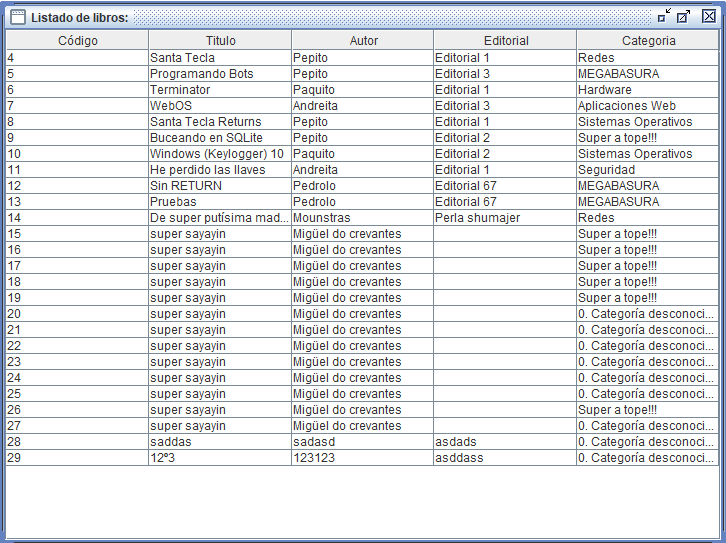 Listado de libros:
Código Titulo Autor Editorial Categoria
4 Santa Tecla Pepito Editorial 1 Redes
5 Programando Bots Pepito Editorial 3 MEGABASURA
6 Terminator Paquito Editorial 1 Hardware
7 WebOS Andreita Editorial 3 Aplicaciones Web
8 Santa Tecla Returns Pepito Editorial 1 Sistemas Operativos
9 Buceando en SQLite Pepito Editorial 2 Super a tope!!!
10 Windows (Keylogger) 10 Paquito Editorial 2 Sistemas Operativos
11 He perdido las llaves Andreita Editorial 1 Seguridad
12 Sin RETURN Pedrolo Editorial 67 MEGABASURA
13 Pruebas Pedrolo Editorial 67 MEGABASURA
14 De super putísima mad... Mounstras Perla shumajer Redes
15 super sayayin Migüel do crevantes Super a tope!!!
16 super sayayin Migüel do crevantes Super a tope!!!
17 super sayayin Migüel do crevantes Super a tope!!!
18 super sayayin Migüel do crevantes Super a tope!!!
19 super sayayin Migüel do crevantes Super a tope!!!
20 super sayayin Migüel do crevantes 0. Categoría desconoci...
21 super sayayin Migüel do crevantes 0. Categoría desconoci...
22 super sayayin Migüel do crevantes 0. Categoría desconoci...
23 super sayayin Migüel do crevantes 0. Categoría desconoci...
24 super sayayin Migüel do crevantes 0. Categoría desconoci...
25 super sayayin Migüel do crevantes 0. Categoría desconoci...
26 super sayayin Migüel do crevantes Super a tope!!!
27 super sayayin Migüel do crevantes 0. Categoría desconoci...
28 saddas sadasd asdads 0. Categoría desconoci...
29 12º3 123123 asddass 0. Categoría desconoci...